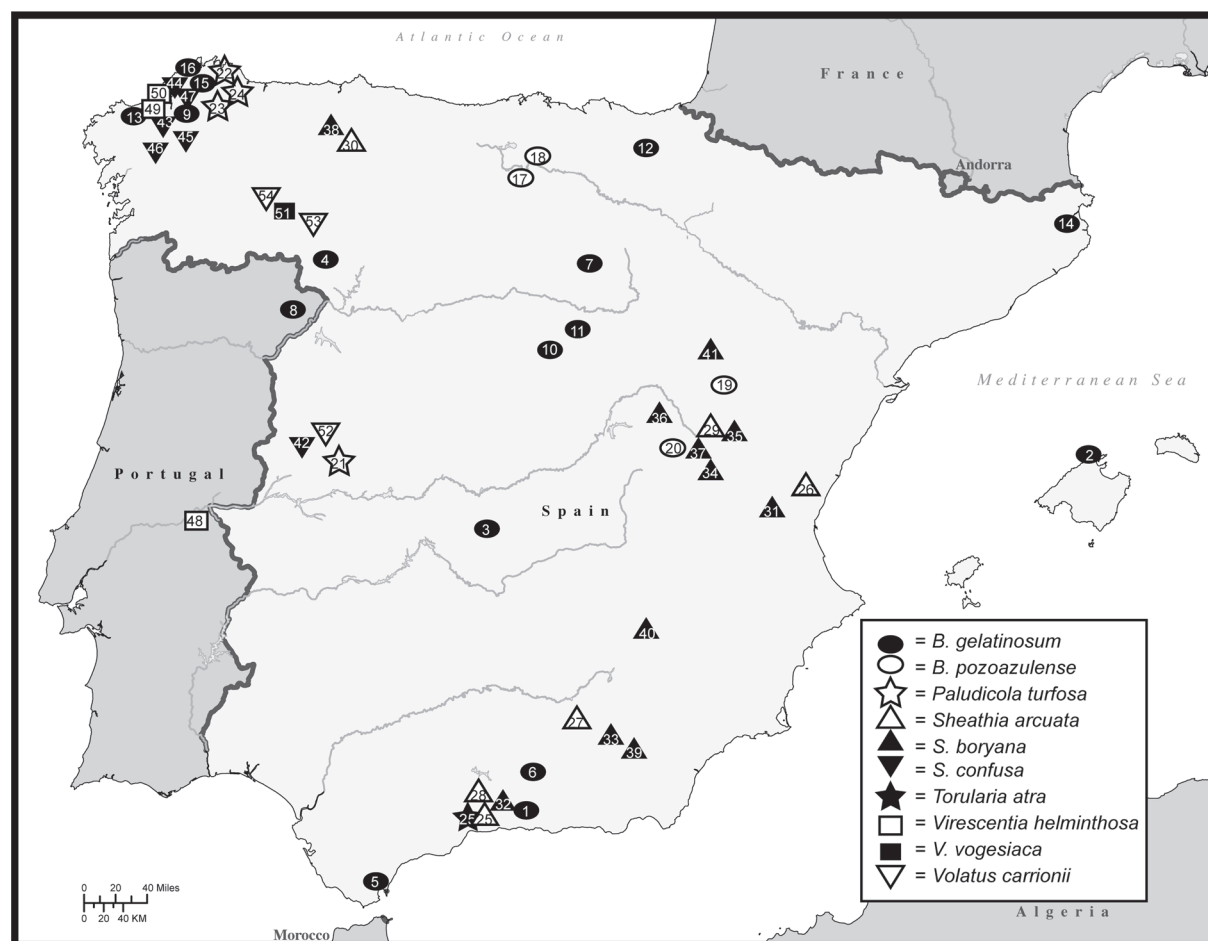 Atlantic Ocean
France
Andorra
Mediterranean Sea
Portugal
Spain
Morocco
Algeria
16
22
44
15
50
24
47
49
23
13
9
43
45
46
38
30
18
12
17
54
51
53
14
4
7
8
11
10
41
19
36
52
29
35
42
20
37
2
21
34
26
31
48
3
40
27
33
39
6
28
32
1
25
25
5
= B. gelatinosum
= B. pozoazulense
= Paludicola turfosa
= Sheathia arcuata
= S. boryana
= S. confusa
= Torularia atra
= Virescentia helminthosa
= V. vogesiaca
= Volatus carrionii
0 20 40 Miles
0 20 40 KM